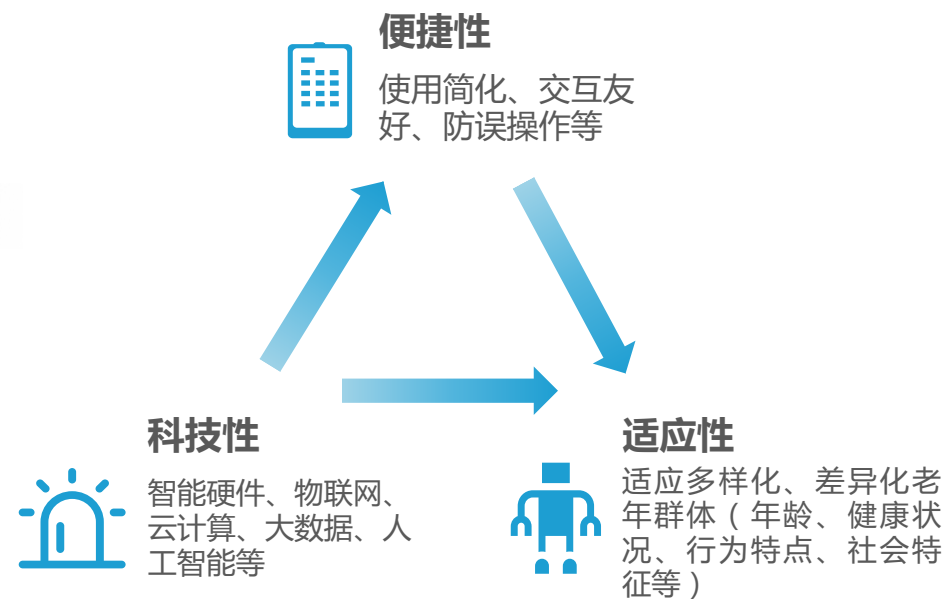 便捷性
使用简化、交互友
好、防误操作等
科技性
智能硬件、物联网、
云计算、大数据、人
工智能等
适应性
适应多样化、差异化老
年群体（年龄、健康状
况、行为特点、社会特
征等）